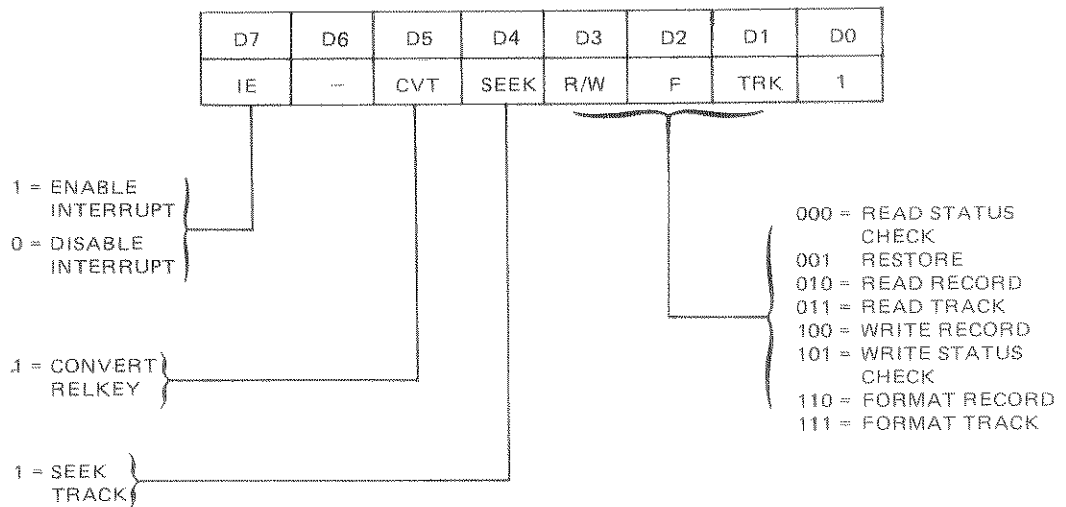 D7 D6 D5 D4 D3 D2 D1 D0
IE — CVT SEEK R/W F TRK 1
1 = ENABLE
INTERRUPT
0 = DISABLE
INTERRUPT
1 = CONVERT
RELKEY
1 = SEEK
TRACK
000 = READ STATUS
CHECK
001 RESTORE
010 = READ RECORD
011 = READ TRACK
100 = WRITE RECORD
101 = WRITE STATUS
CHECK
110 = FORMAT RECORD
111 = FORMAT TRACK